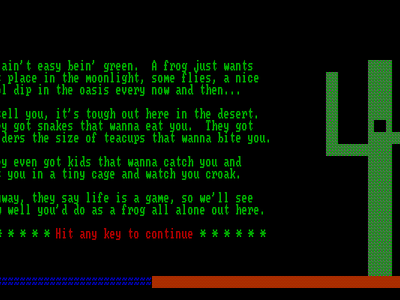 ain't easy bein' green. A frog just wants
place in the moonlight, some flies, a nice
l dip in the oasis every now and then...
ell you, it's tough out here in the desert.
y got snakes that wanna eat you. They got
ders the size of teacups that wanna bite you.
y even got kids that wanna catch you and
you in a tiny cage and watch you croak.
way, they say life is a game, so we'll see
well you'd do as a frog all alone out here.
* * * * * Hit any key to continue * * * * * *